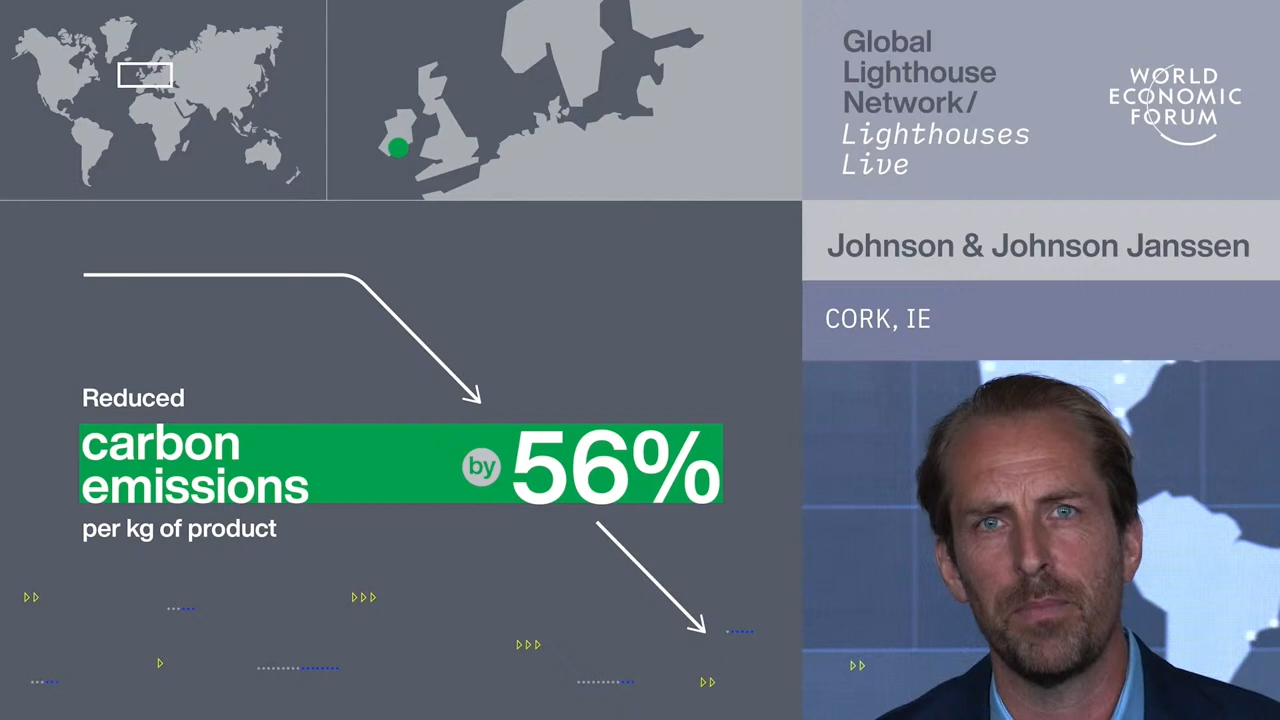 Global
Lighthouse
Network/
Lighthouses
Live
WORLD
ECONOMIC
FORUM
Johnson & Johnson Janssen
CORK, IE
Reduced
carbon
emissions
by 56%
per kg of product